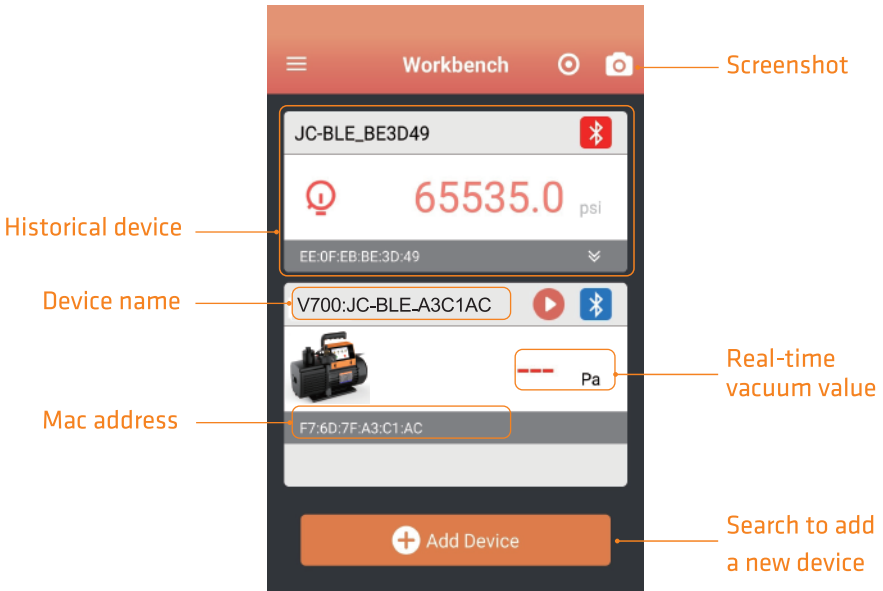 Workbench
Screenshot
JC-BLE_BE3D49
65535.0 psi
Historical device
EE:0F:EB:BE:3D:49
Device name
V700:JC-BLE_A3C1AC
--- Pa
Real-time
vacuum value
Mac address
F7:6D:7F:A3:C1:AC
Add Device
Search to add
a new device